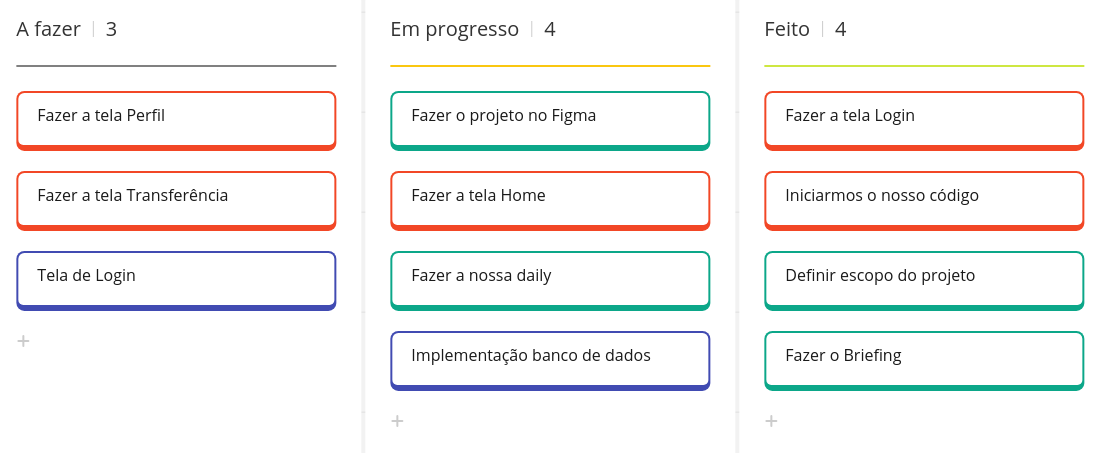 A fazer | 3
Fazer a tela Perfil
Fazer a tela Transferência
Tela de Login
+
Em progresso | 4
Fazer o projeto no Figma
Fazer a tela Home
Fazer a nossa daily
Implementação banco de dados
+
Feito | 4
Fazer a tela Login
Iniciarmos o nosso código
Definir escopo do projeto
Fazer o Briefing
+